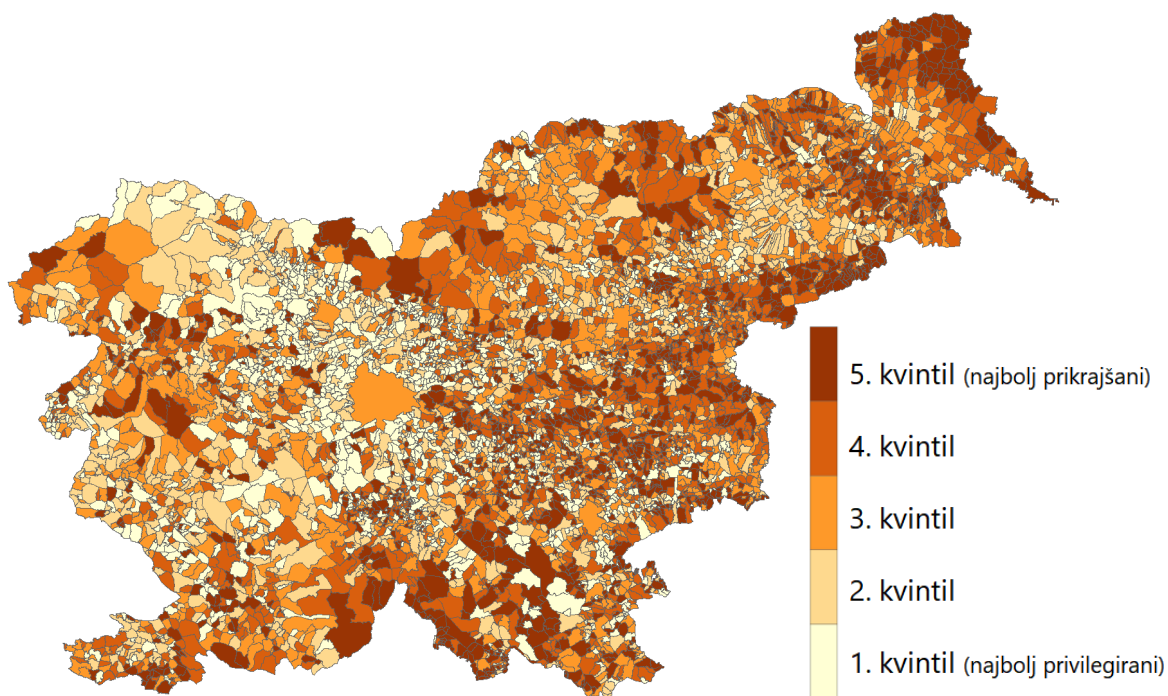 5. kvintil (najbolj prikrajšani)
4. kvintil
3. kvintil
2. kvintil
1. kvintil (najbolj privilegirani)